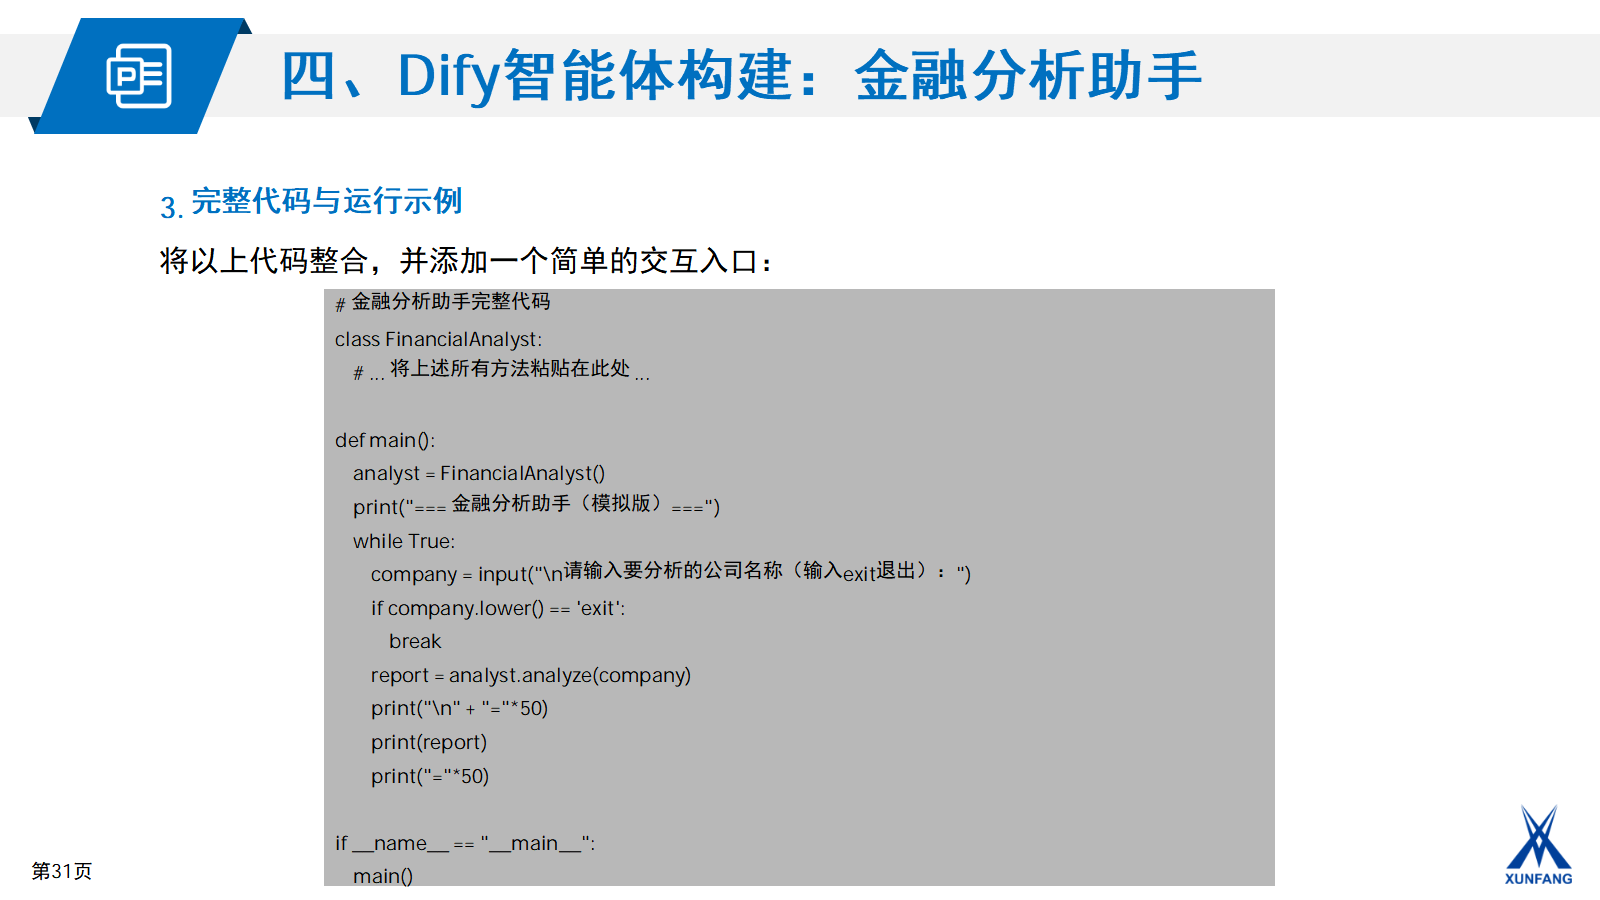 四、Dify智能体构建：金融分析助手
3. 完整代码与运行示例
将以上代码整合，并添加一个简单的交互入口：
# 金融分析助手完整代码
class FinancialAnalyst:
    # ... 将上述所有方法粘贴在此处 ...
def main():
    analyst = FinancialAnalyst()
    print("=== 金融分析助手（模拟版）===")
    while True:
        company = input("\n请输入要分析的公司名称（输入exit退出）：")
        if company.lower() == 'exit':
            break
        report = analyst.analyze(company)
        print("\n" + "="*50)
        print(report)
        print("="*50)
if __name__ == "__main__":
    main()
第31页
XUNFANG